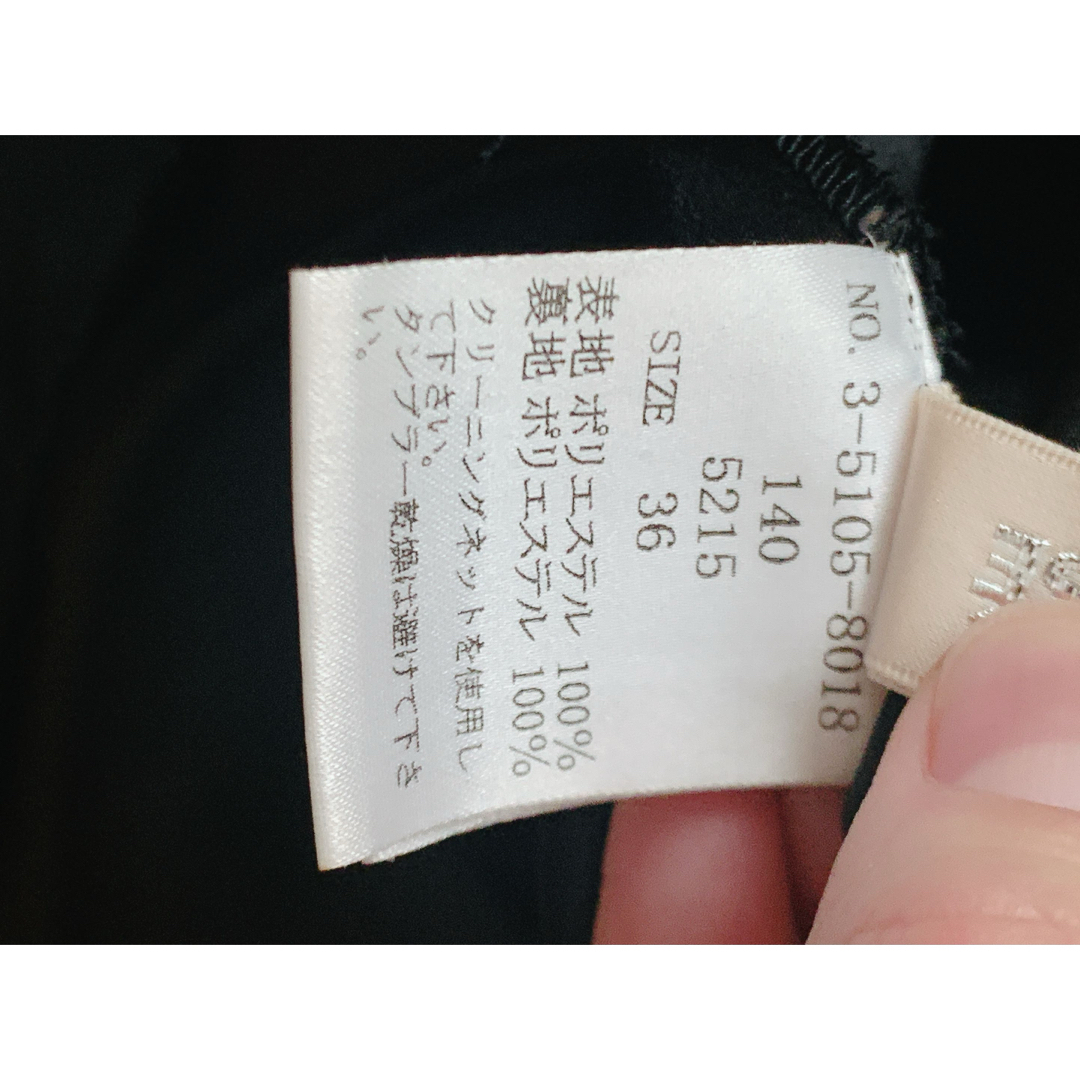 NO. 3-5105-8018
140
5215
SIZE 36
表地 ポリエステル 100%
裏地 ポリエステル 100%
クリーニングネットを使用し
て下さい。
タンブラー乾燥は避けて下さ
い。